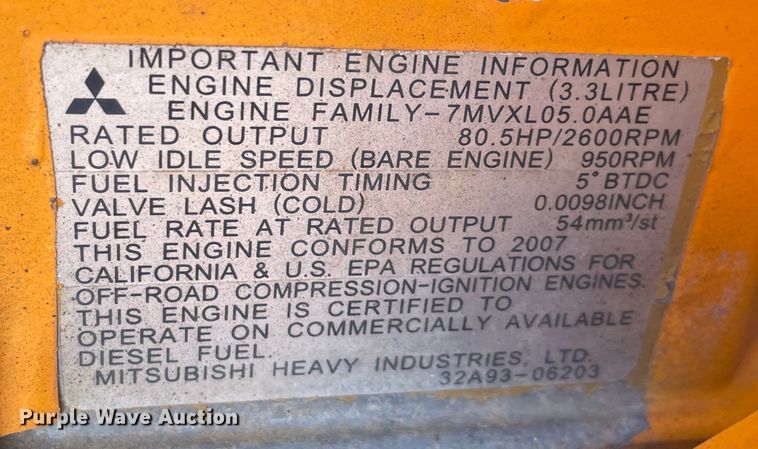 IMPORTANT ENGINE INFORMATION
ENGINE DISPLACEMENT (3.3LITRE)
ENGINE FAMILY-7MVXL05.0AAE
RATED OUTPUT 80.5HP/2600RPM
LOW IDLE SPEED (BARE ENGINE) 950RPM
FUEL INJECTION TIMING 5° BTDC
VALVE LASH (COLD) 0.0098INCH
FUEL RATE AT RATED OUTPUT 54mm³/st
THIS ENGINE CONFORMS TO 2007
CALIFORNIA & U.S. EPA REGULATIONS FOR
OFF-ROAD COMPRESSION-IGNITION ENGINES.
THIS ENGINE IS CERTIFIED TO
OPERATE ON COMMERCIALLY AVAILABLE
DIESEL FUEL.
MITSUBISHI HEAVY INDUSTRIES, LTD.
32A93-06203
Purple Wave Auction